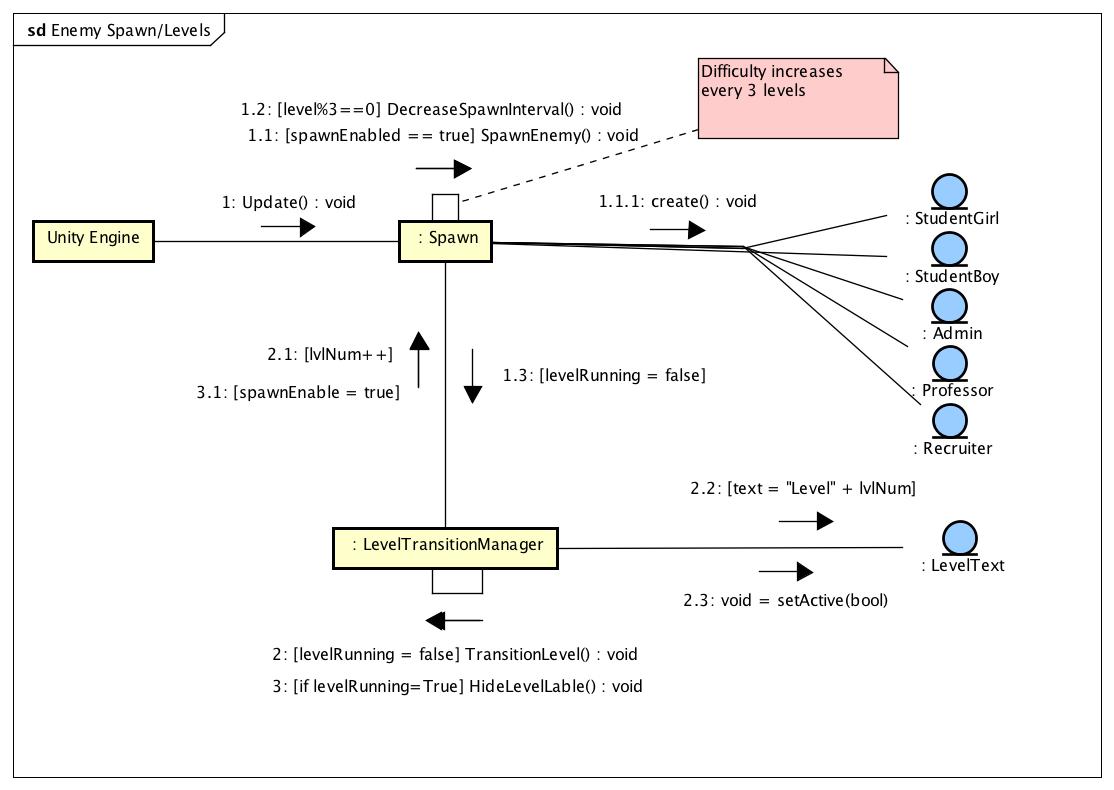 sd Enemy Spawn/Levels
Difficulty increases
every 3 levels
1.2: [level%3==0] DecreaseSpawnInterval() : void
1.1: [spawnEnabled == true] SpawnEnemy() : void
1: Update() : void
1.1.1: create() : void
: StudentGirl
Unity Engine
: Spawn
: StudentBoy
: Admin
2.1: [lvlNum++]
1.3: [levelRunning = false]
3.1: [spawnEnable = true]
: Professor
: Recruiter
2.2: [text = "Level" + lvlNum]
: LevelTransitionManager
: LevelText
2.3: void = setActive(bool)
2: [levelRunning = false] TransitionLevel() : void
3: [if levelRunning=True] HideLevelLable() : void